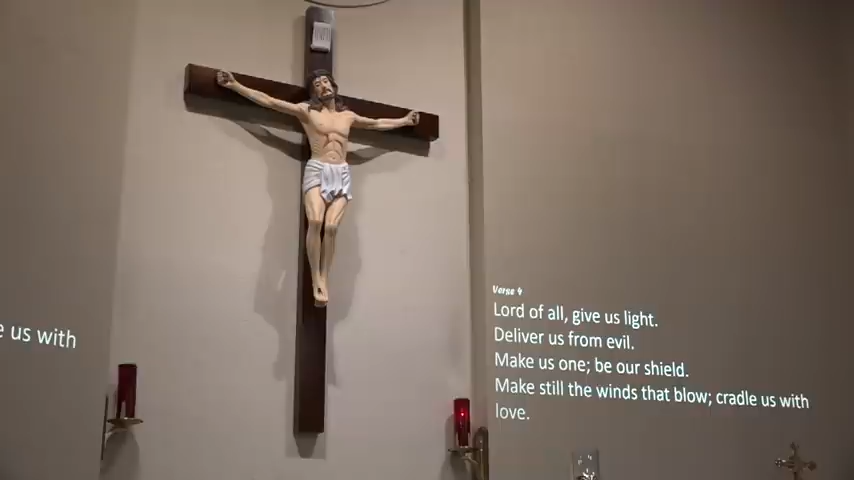 INRI
e us with
Verse 4
Lord of all, give us light.
Deliver us from evil.
Make us one; be our shield.
Make still the winds that blow; cradle us with
love.